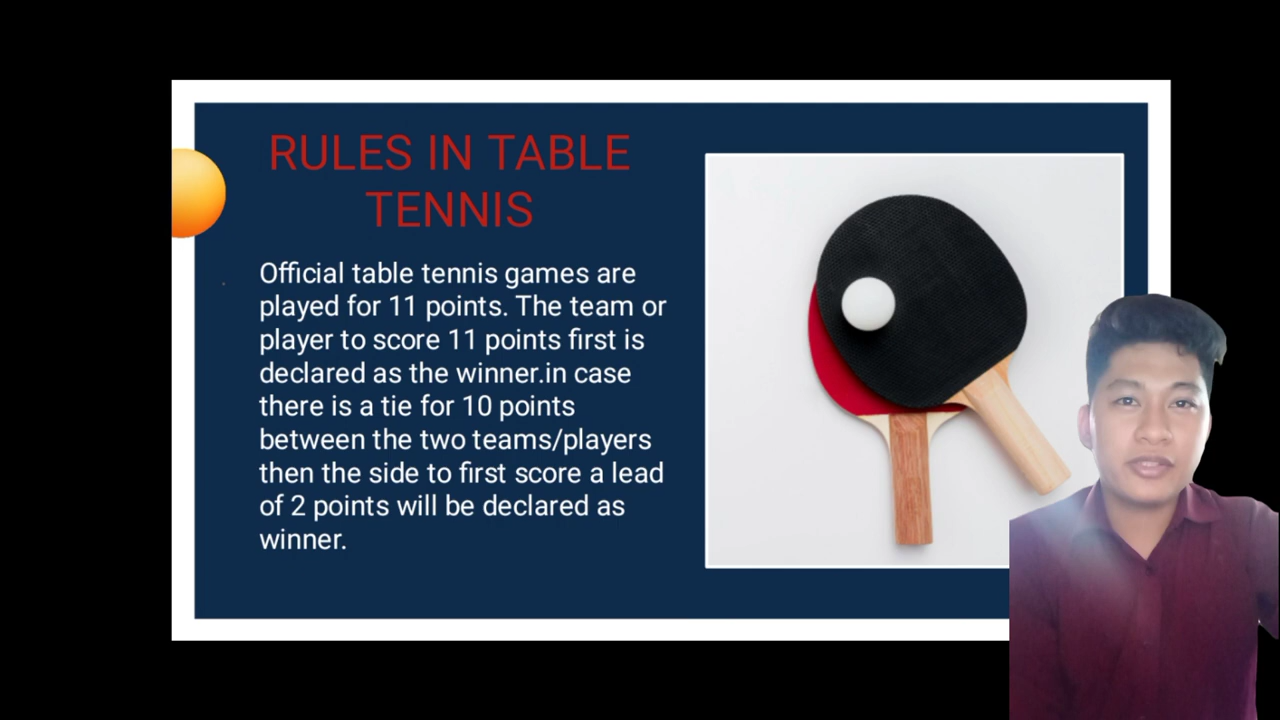 RULES IN TABLE
TENNIS
Official table tennis games are
played for 11 points. The team or
player to score 11 points first is
declared as the winner.in case
there is a tie for 10 points
between the two teams/players
then the side to first score a lead
of 2 points will be declared as
winner.